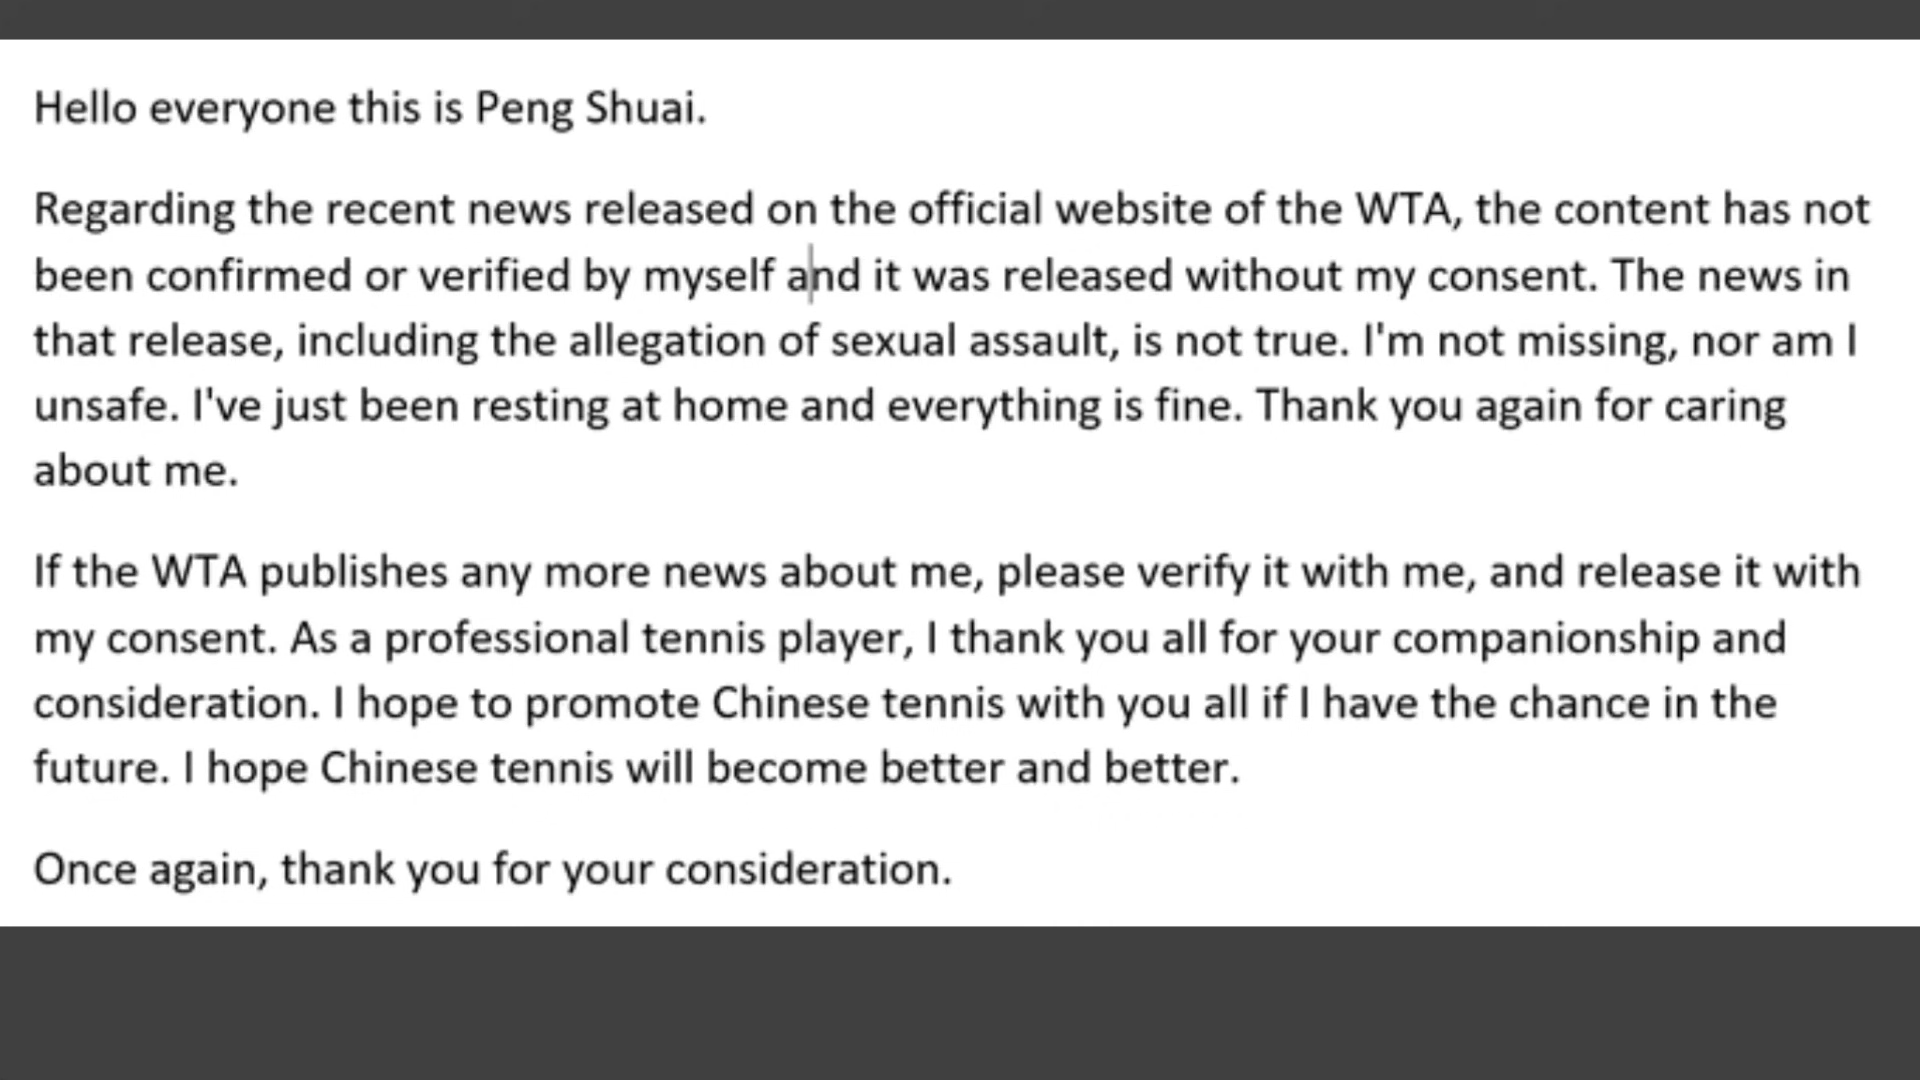 Hello everyone this is Peng Shuai.
Regarding the recent news released on the official website of the WTA, the content has not
been confirmed or verified by myself and it was released without my consent. The news in
that release, including the allegation of sexual assault, is not true. I'm not missing, nor am I
unsafe. I've just been resting at home and everything is fine. Thank you again for caring
about me.
If the WTA publishes any more news about me, please verify it with me, and release it with
my consent. As a professional tennis player, I thank you all for your companionship and
consideration. I hope to promote Chinese tennis with you all if I have the chance in the
future. I hope Chinese tennis will become better and better.
Once again, thank you for your consideration.